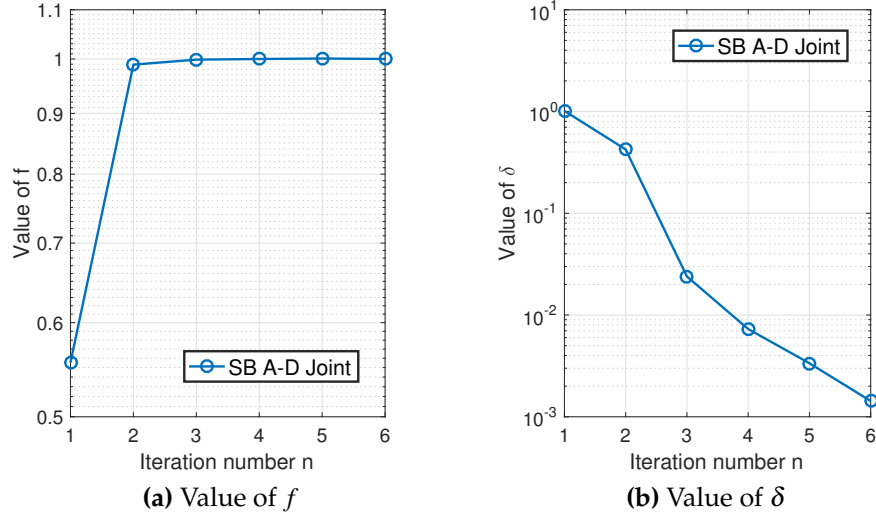 1.1
1
0.9
0.8
0.7
0.6
0.5
Value of f
SB A-D Joint
1 2 3 4 5 6
Iteration number n
(a) Value of f
10^1
10^0
10^-1
10^-2
10^-3
Value of δ
SB A-D Joint
1 2 3 4 5 6
Iteration number n
(b) Value of δ